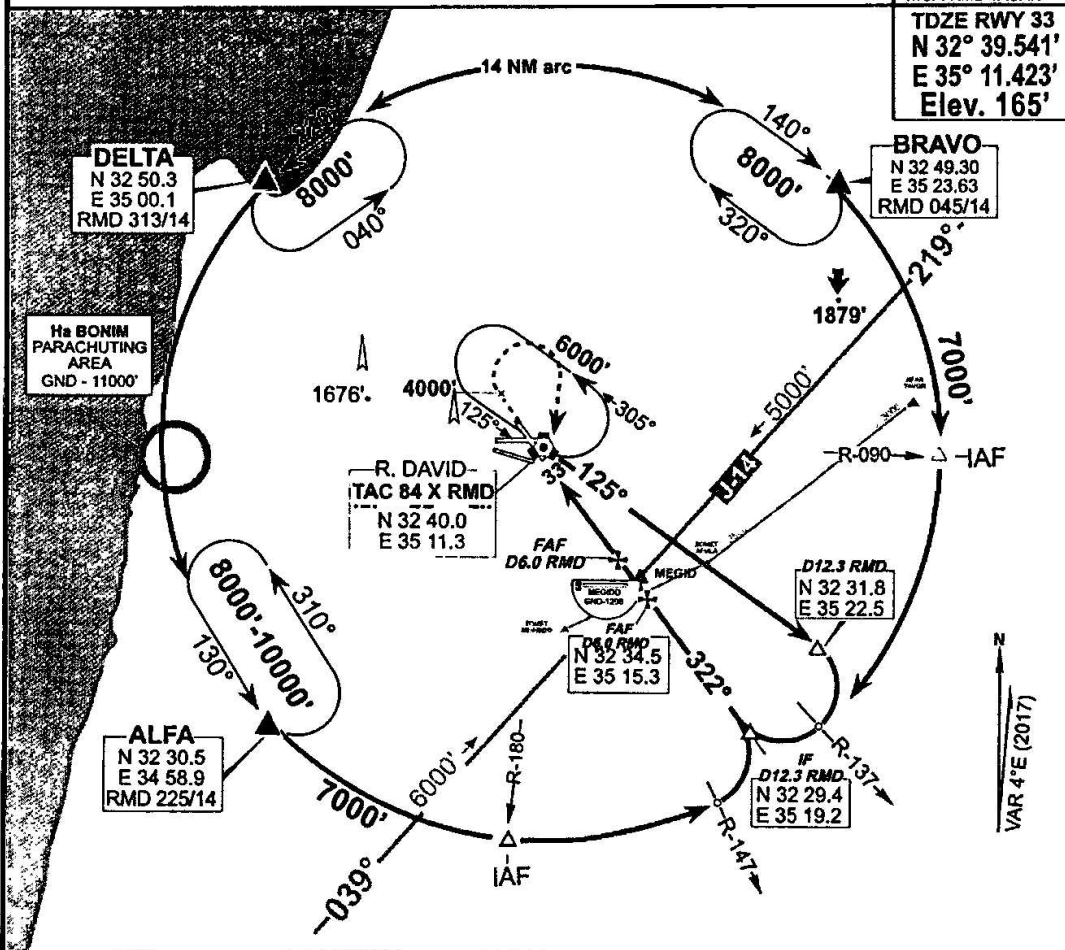 TDZE RWY 33
N 32° 39.541'
E 35° 11.423'
Elev. 165'
14 NM arc
DELTA
N 32 50.3
E 35 00.1
RMD 313/14
8000'
040°
140°
8000'
320°
BRAVO
N 32 49.30
E 35 23.63
RMD 045/14
219°
1879'
7000'
Ha BONIM
PARACHUTING
AREA
GND - 11000'
1676'
4000'
6000'
125°
305°
5000'
J-14
R-090
IAF
R. DAVID
TAC 84 X RMD
N 32 40.0
E 35 11.3
33
125°
FAF
D6.0 RMD
MEGID
MEGIDO
GND-1200
FAF
D6.0 RMD
N 32 34.5
E 35 15.3
D12.3 RMD
N 32 31.8
E 35 22.5
322°
8000'-10000'
310°
130°
ALFA
N 32 30.5
E 34 58.9
RMD 225/14
7000'
6000'
039°
R-180
IAF
IF
D12.3 RMD
N 32 29.4
E 35 19.2
R-137
R-147
N
VAR 4°E (2017)